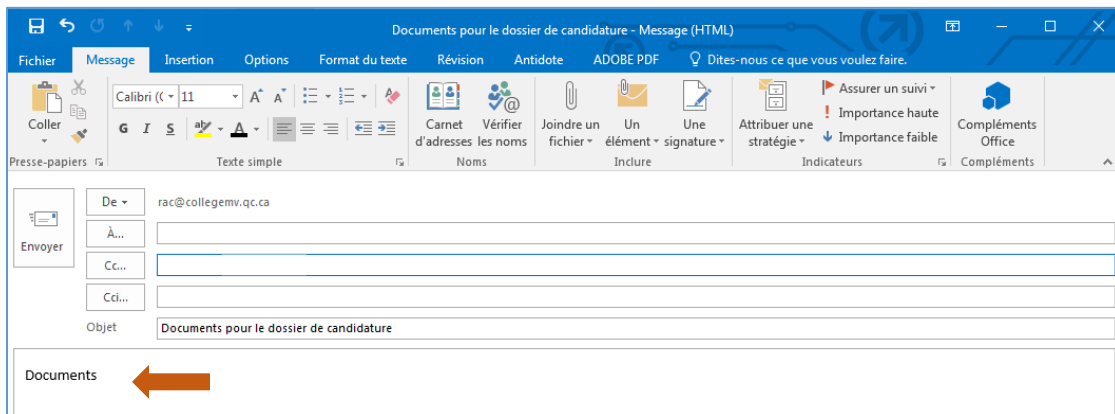 Documents pour le dossier de candidature - Message (HTML)
Fichier Message Insertion Options Format du texte Révision Antidote ADOBE PDF Dites-nous ce que vous voulez faire.
Coller
Presse-papiers
Calibri (C 11
G I S ab A
Texte simple
Carnet d'adresses
Vérifier les noms
Noms
Joindre un fichier
Un élément
Une signature
Inclure
Attribuer une stratégie
Assurer un suivi
Importance haute
Importance faible
Indicateurs
Compléments Office
Compléments
Envoyer
De rac@collegemv.qc.ca
À...
Cc...
Cci...
Objet Documents pour le dossier de candidature
Documents